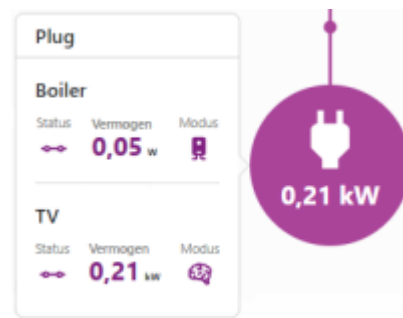 Plug
Boiler
Status Vermogen Modus
0,05 w
TV
Status Vermogen Modus
0,21 kW
0,21 kW